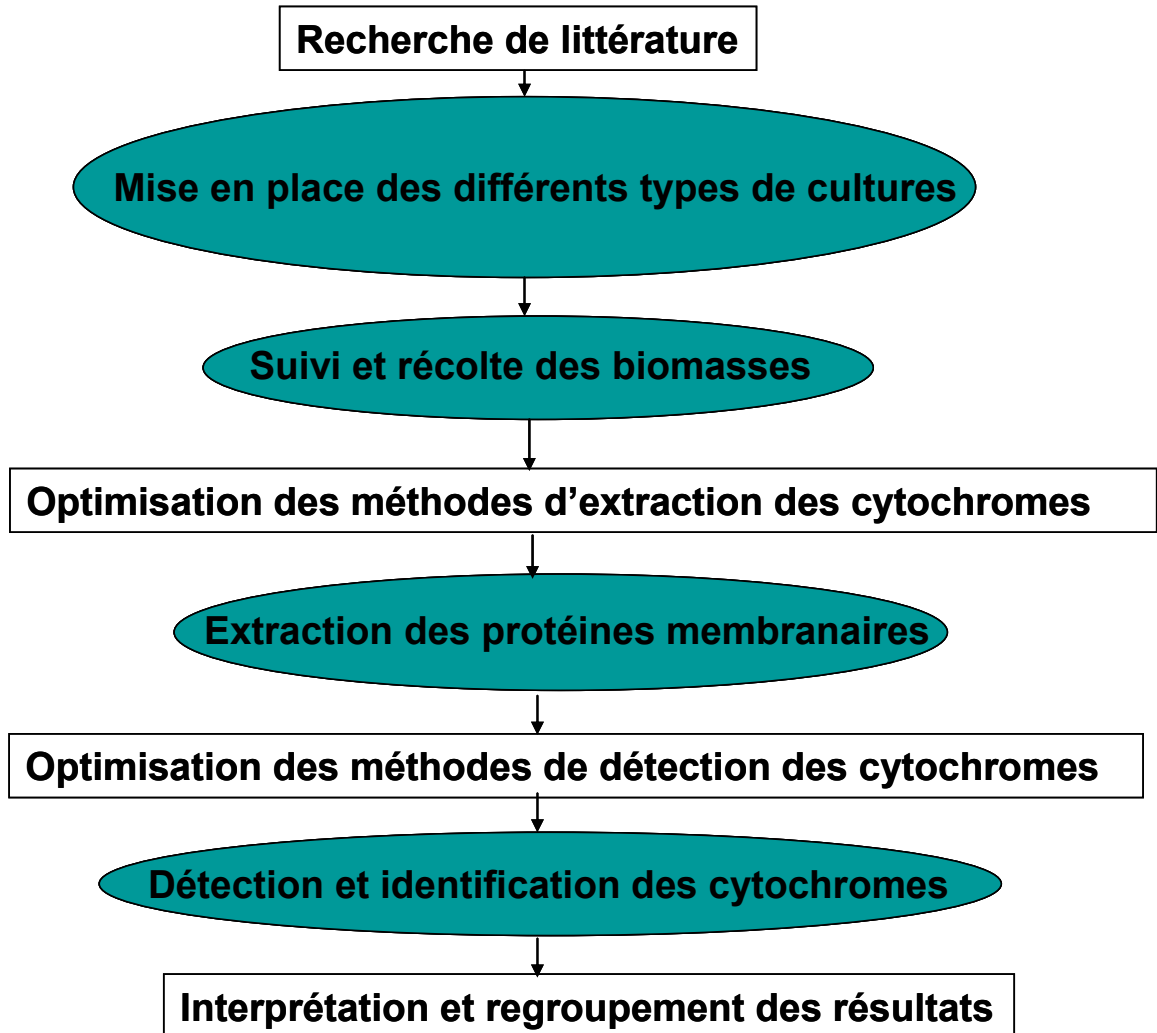 Recherche de littérature
Mise en place des différents types de cultures
Suivi et récolte des biomasses
Optimisation des méthodes d’extraction des cytochromes
Extraction des protéines membranaires
Optimisation des méthodes de détection des cytochromes
Détection et identification des cytochromes
Interprétation et regroupement des résultats